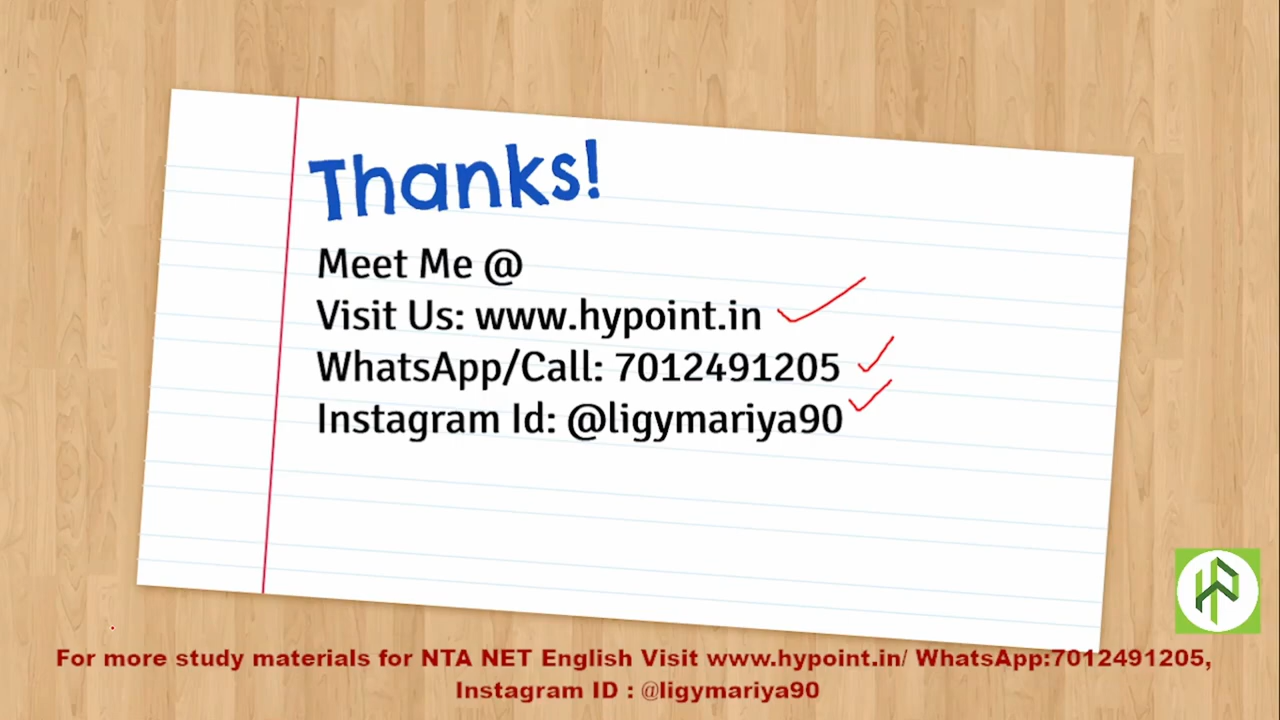 Thanks!
Meet Me @
Visit Us: www.hypoint.in
WhatsApp/Call: 7012491205
Instagram Id: @ligymariya90
For more study materials for NTA NET English Visit www.hypoint.in/ WhatsApp:7012491205,
Instagram ID : @ligymariya90